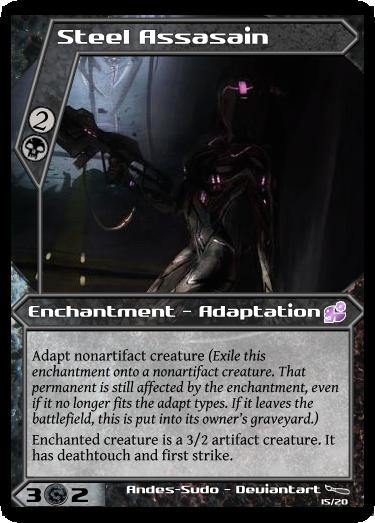 Steel Assasain
2
Enchantment - Adaptation
Adapt nonartifact creature (Exile this
enchantment onto a nonartifact creature. That
permanent is still affected by the enchantment, even
if it no longer fits the adapt types. If it leaves the
battlefield, this is put into its owner's graveyard.)
Enchanted creature is a 3/2 artifact creature. It
has deathtouch and first strike.
3 2
Andes-Sudo - Deviantart
15/20